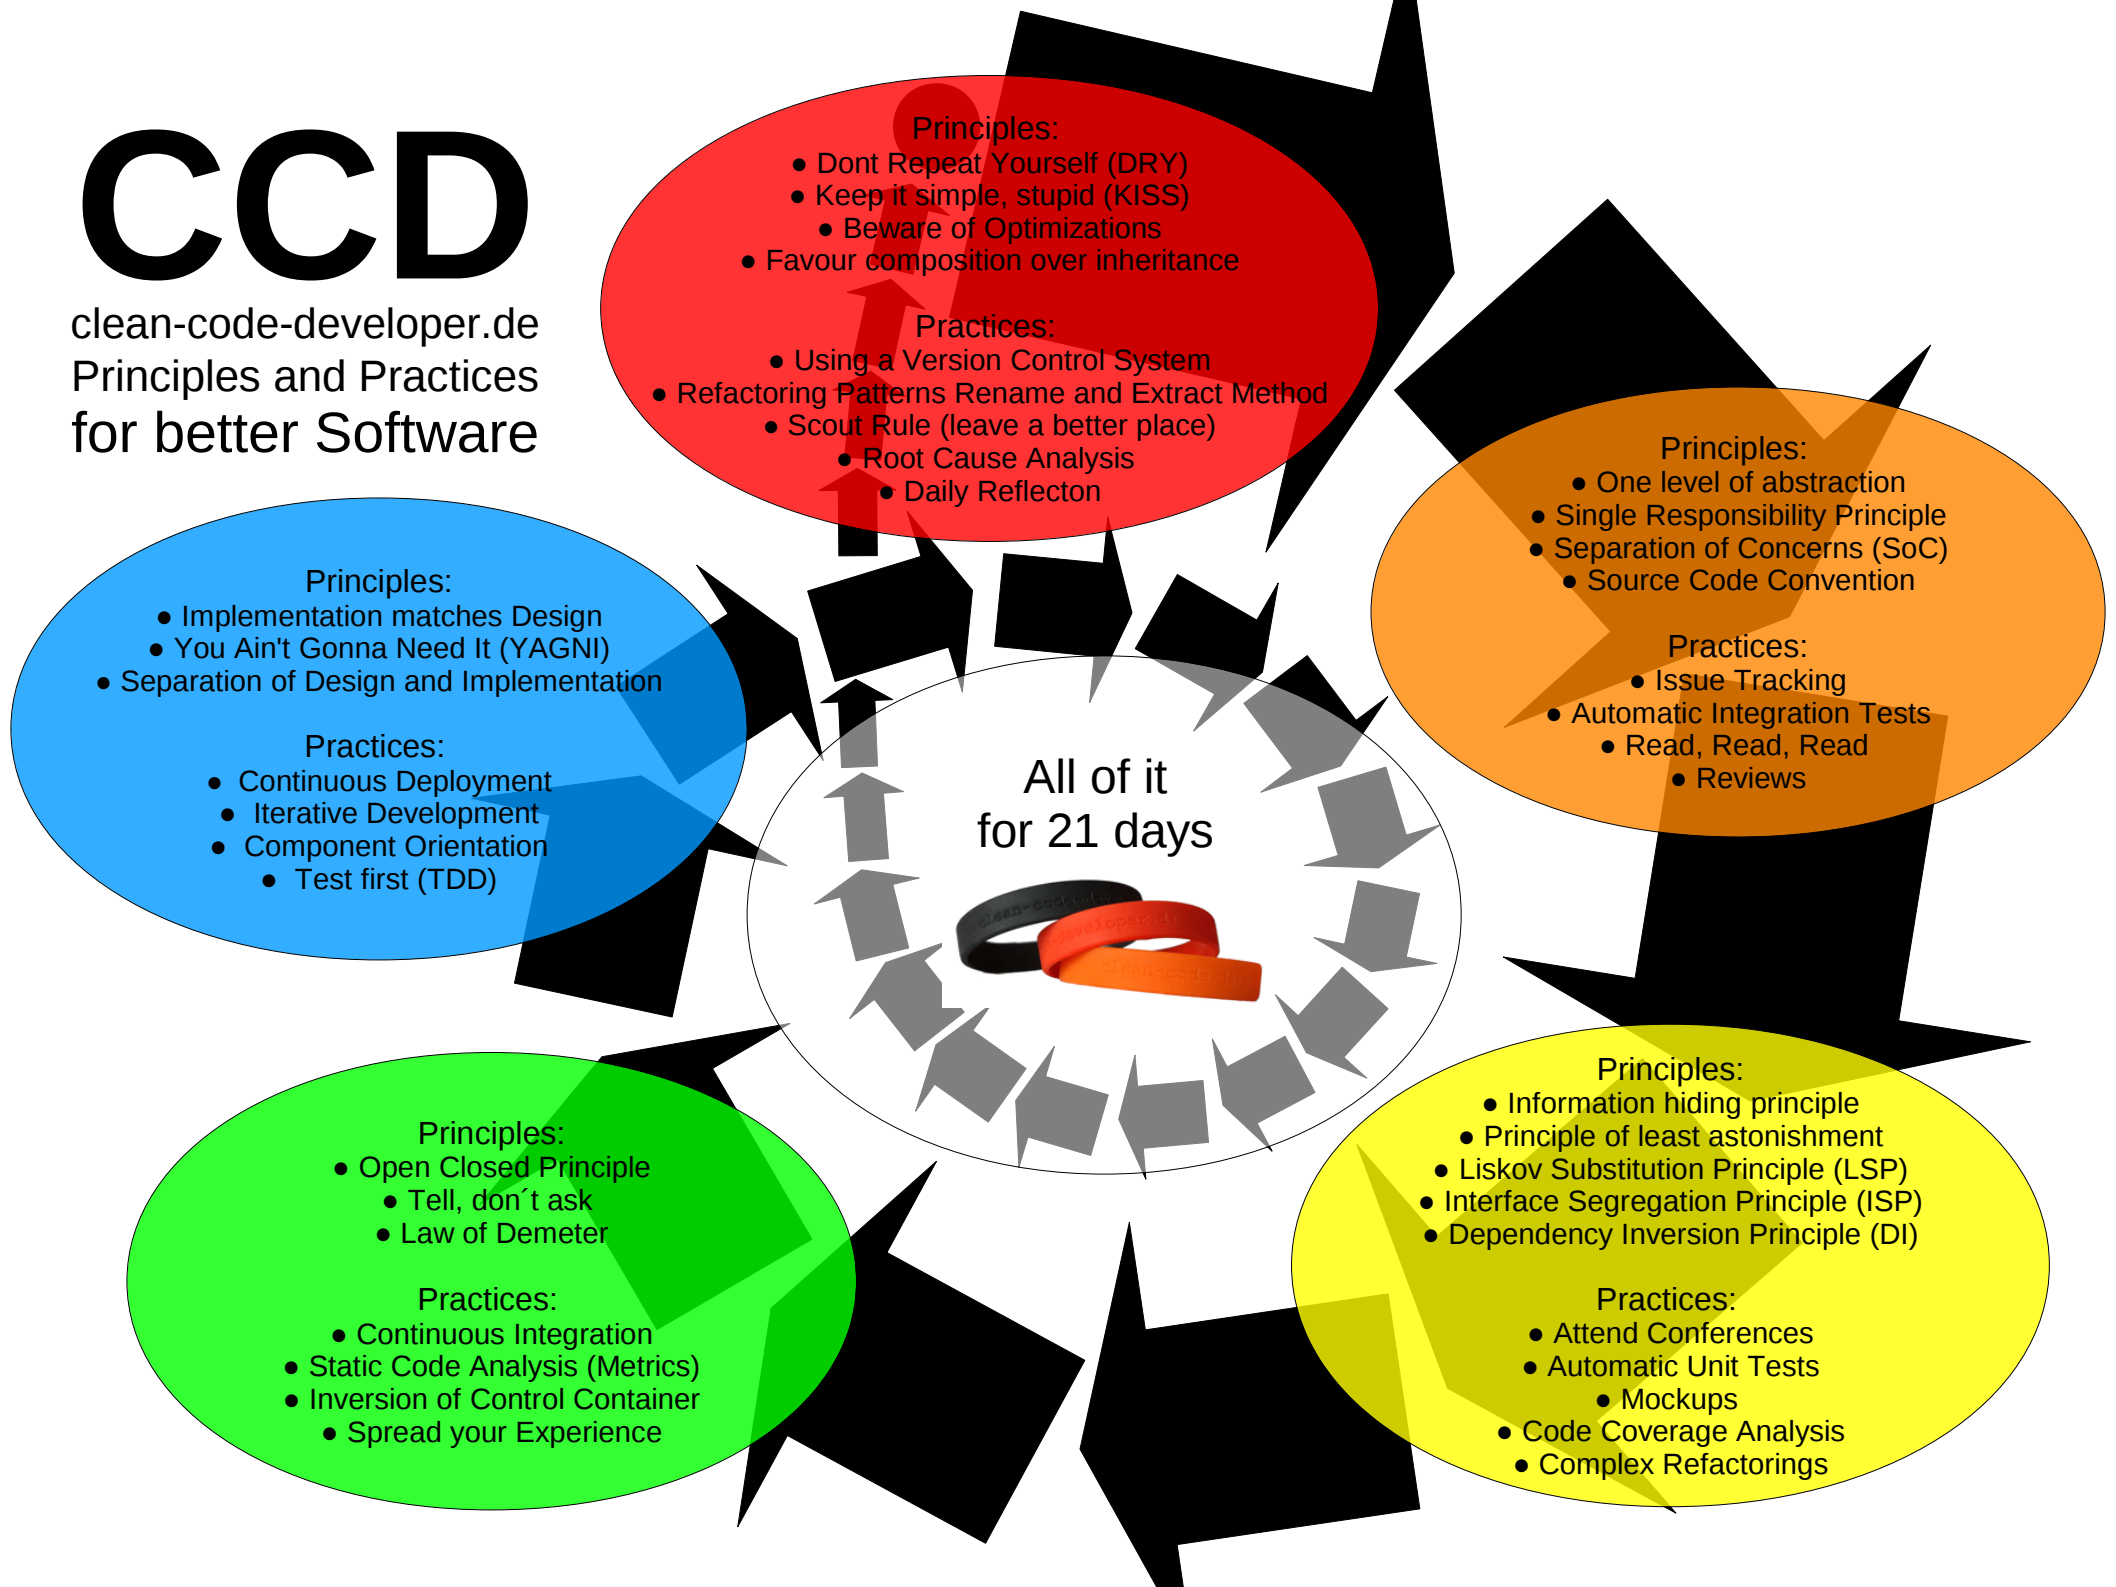 CCD
clean-code-developer.de
Principles and Practices
for better Software
Principles:
● Dont Repeat Yourself (DRY)
● Keep it simple, stupid (KISS)
● Beware of Optimizations
● Favour composition over inheritance
Practices:
● Using a Version Control System
● Refactoring Patterns Rename and Extract Method
● Scout Rule (leave a better place)
● Root Cause Analysis
● Daily Reflecton
Principles:
● One level of abstraction
● Single Responsibility Principle
● Separation of Concerns (SoC)
● Source Code Convention
Practices:
● Issue Tracking
● Automatic Integration Tests
● Read, Read, Read
● Reviews
Principles:
● Information hiding principle
● Principle of least astonishment
● Liskov Substitution Principle (LSP)
● Interface Segregation Principle (ISP)
● Dependency Inversion Principle (DI)
Practices:
● Attend Conferences
● Automatic Unit Tests
● Mockups
● Code Coverage Analysis
● Complex Refactorings
Principles:
● Open Closed Principle
● Tell, don´t ask
● Law of Demeter
Practices:
● Continuous Integration
● Static Code Analysis (Metrics)
● Inversion of Control Container
● Spread your Experience
Principles:
● Implementation matches Design
● You Ain't Gonna Need It (YAGNI)
● Separation of Design and Implementation
Practices:
● Continuous Deployment
● Iterative Development
● Component Orientation
● Test first (TDD)
All of it
for 21 days